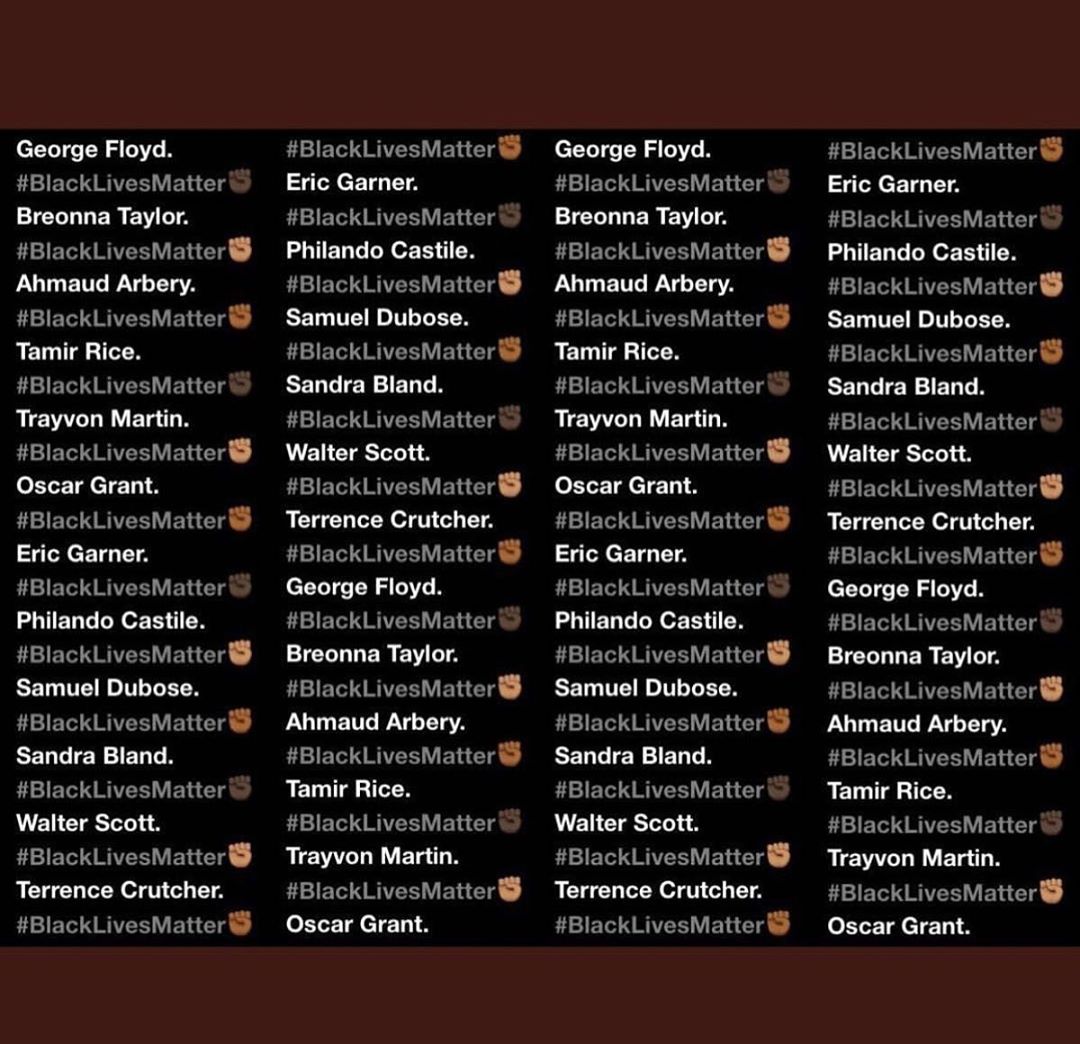 George Floyd.
#BlackLivesMatter✊🏾
Breonna Taylor.
#BlackLivesMatter✊🏽
Ahmaud Arbery.
#BlackLivesMatter✊🏾
Tamir Rice.
#BlackLivesMatter✊🏿
Trayvon Martin.
#BlackLivesMatter✊🏽
Oscar Grant.
#BlackLivesMatter✊🏾
Eric Garner.
#BlackLivesMatter✊🏿
Philando Castile.
#BlackLivesMatter✊🏽
Samuel Dubose.
#BlackLivesMatter✊🏾
Sandra Bland.
#BlackLivesMatter✊🏿
Walter Scott.
#BlackLivesMatter✊🏽
Terrence Crutcher.
#BlackLivesMatter✊🏾
#BlackLivesMatter✊🏾
Eric Garner.
#BlackLivesMatter✊🏿
Philando Castile.
#BlackLivesMatter✊🏽
Samuel Dubose.
#BlackLivesMatter✊🏾
Sandra Bland.
#BlackLivesMatter✊🏿
Walter Scott.
#BlackLivesMatter✊🏽
Terrence Crutcher.
#BlackLivesMatter✊🏾
George Floyd.
#BlackLivesMatter✊🏿
Breonna Taylor.
#BlackLivesMatter✊🏽
Ahmaud Arbery.
#BlackLivesMatter✊🏾
Tamir Rice.
#BlackLivesMatter✊🏿
Trayvon Martin.
#BlackLivesMatter✊🏽
Oscar Grant.
George Floyd.
#BlackLivesMatter✊🏿
Breonna Taylor.
#BlackLivesMatter✊🏽
Ahmaud Arbery.
#BlackLivesMatter✊🏾
Tamir Rice.
#BlackLivesMatter✊🏿
Trayvon Martin.
#BlackLivesMatter✊🏽
Oscar Grant.
#BlackLivesMatter✊🏾
Eric Garner.
#BlackLivesMatter✊🏿
Philando Castile.
#BlackLivesMatter✊🏽
Samuel Dubose.
#BlackLivesMatter✊🏾
Sandra Bland.
#BlackLivesMatter✊🏿
Walter Scott.
#BlackLivesMatter✊🏽
Terrence Crutcher.
#BlackLivesMatter✊🏾
#BlackLivesMatter✊🏾
Eric Garner.
#BlackLivesMatter✊🏿
Philando Castile.
#BlackLivesMatter✊🏽
Samuel Dubose.
#BlackLivesMatter✊🏾
Sandra Bland.
#BlackLivesMatter✊🏿
Walter Scott.
#BlackLivesMatter✊🏽
Terrence Crutcher.
#BlackLivesMatter✊🏾
George Floyd.
#BlackLivesMatter✊🏿
Breonna Taylor.
#BlackLivesMatter✊🏽
Ahmaud Arbery.
#BlackLivesMatter✊🏾
Tamir Rice.
#BlackLivesMatter✊🏿
Trayvon Martin.
#BlackLivesMatter✊🏽
Oscar Grant.